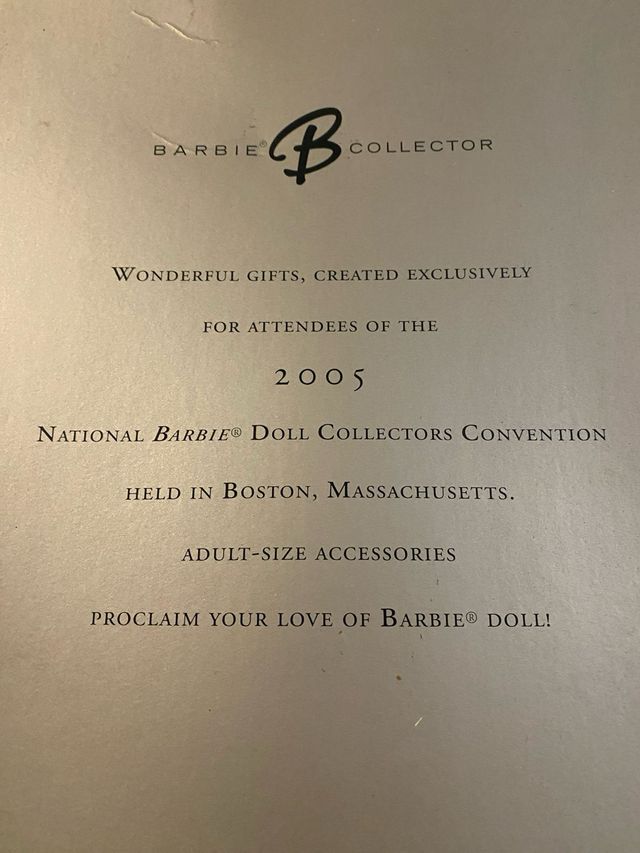 BARBIE® B COLLECTOR
WONDERFUL GIFTS, CREATED EXCLUSIVELY
FOR ATTENDEES OF THE
2005
NATIONAL BARBIE® DOLL COLLECTORS CONVENTION
HELD IN BOSTON, MASSACHUSETTS.
ADULT-SIZE ACCESSORIES
PROCLAIM YOUR LOVE OF BARBIE® DOLL!